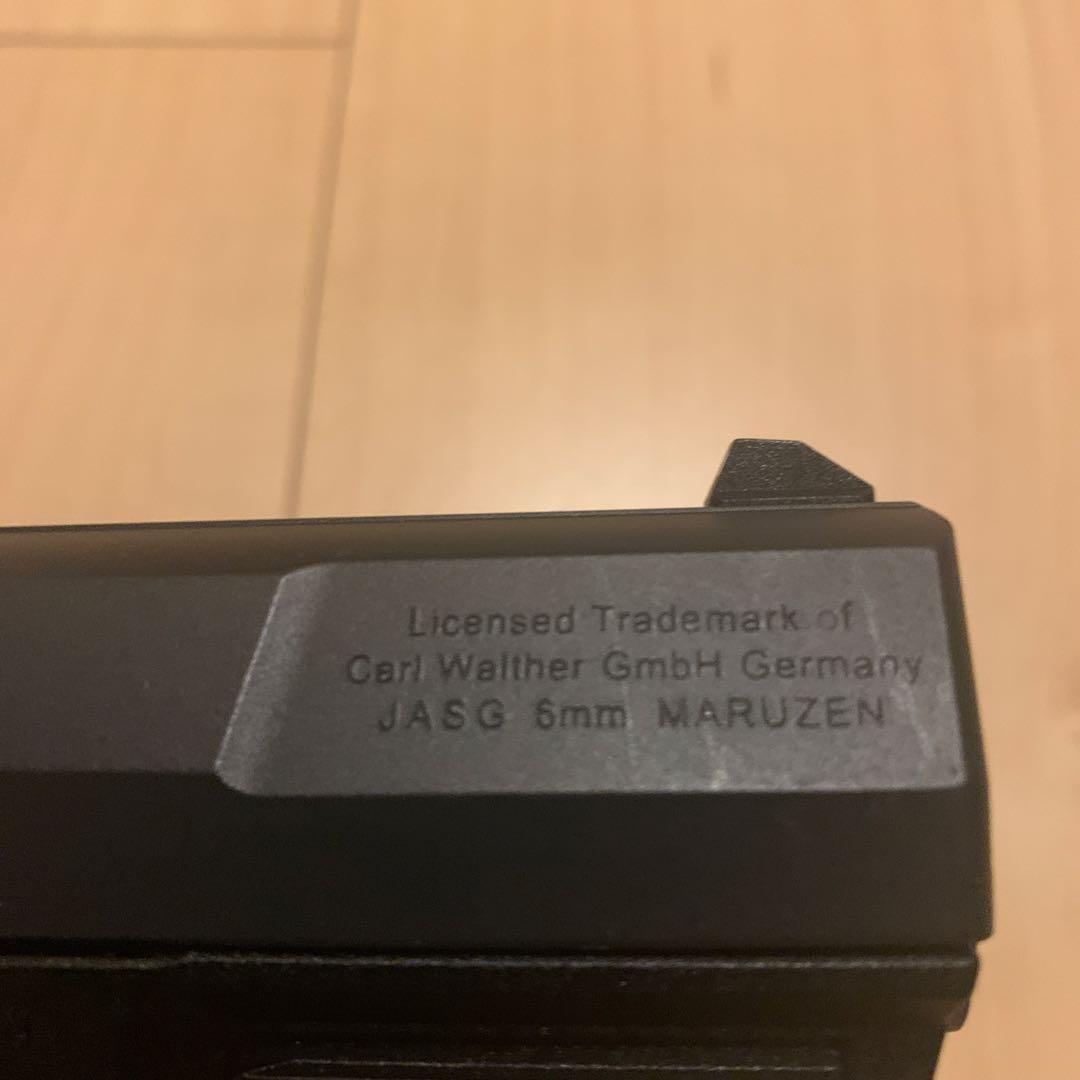 Licensed Trademark of
Carl Walther GmbH Germany
JASG 6mm MARUZEN